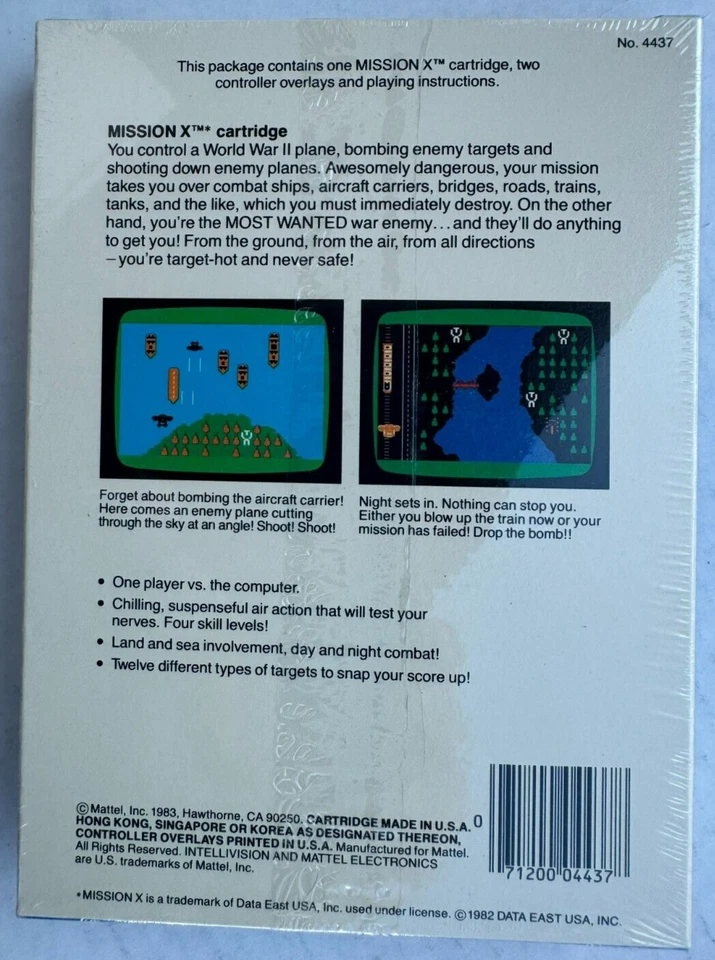 No. 4437
This package contains one MISSION X™ cartridge, two
controller overlays and playing instructions.
MISSION X™* cartridge
You control a World War II plane, bombing enemy targets and
shooting down enemy planes. Awesomely dangerous, your mission
takes you over combat ships, aircraft carriers, bridges, roads, trains,
tanks, and the like, which you must immediately destroy. On the other
hand, you're the MOST WANTED war enemy...and they'll do anything
to get you! From the ground, from the air, from all directions
–you're target-hot and never safe!
Forget about bombing the aircraft carrier!
Here comes an enemy plane cutting
through the sky at an angle! Shoot! Shoot!
Night sets in. Nothing can stop you.
Either you blow up the train now or your
mission has failed! Drop the bomb!!
• One player vs. the computer.
• Chilling, suspenseful air action that will test your
nerves. Four skill levels!
• Land and sea involvement, day and night combat!
• Twelve different types of targets to snap your score up!
©Mattel, Inc. 1983, Hawthorne, CA 90250. CARTRIDGE MADE IN U.S.A.
HONG KONG, SINGAPORE OR KOREA AS DESIGNATED THEREON,
CONTROLLER OVERLAYS PRINTED IN U.S.A. Manufactured for Mattel.
All Rights Reserved. INTELLIVISION AND MATTEL ELECTRONICS
are U.S. trademarks of Mattel, Inc.
0 71200 04437
*MISSION X is a trademark of Data East USA, Inc. used under license. ©1982 DATA EAST USA, INC.